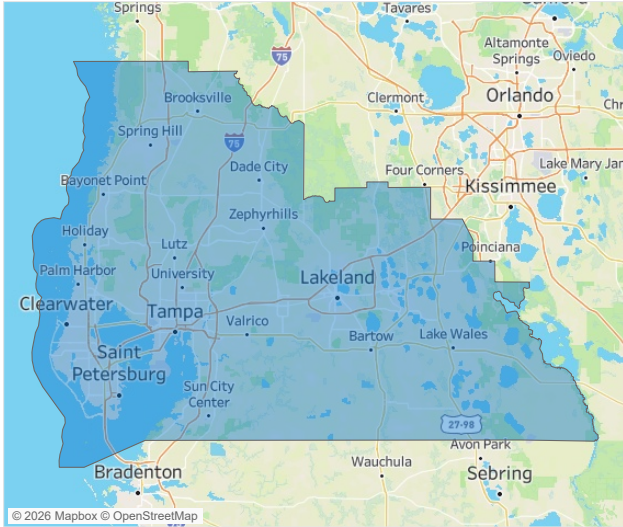 Springs
Tavares
75
Altamonte
Springs
Oviedo
Brooksville
Clermont
Orlando
Spring Hill
75
Dade City
Four Corners
Lake Mary Jan
Bayonet Point
Kissimmee
Zephyrhills
Holiday
Lutz
Poinciana
Palm Harbor
University
Lakeland
Clearwater
Tampa
Valrico
Bartow
Lake Wales
Saint
Petersburg
Sun City
Center
27-98
Avon Park
Bradenton
Wauchula
Sebring
© 2026 Mapbox © OpenStreetMap